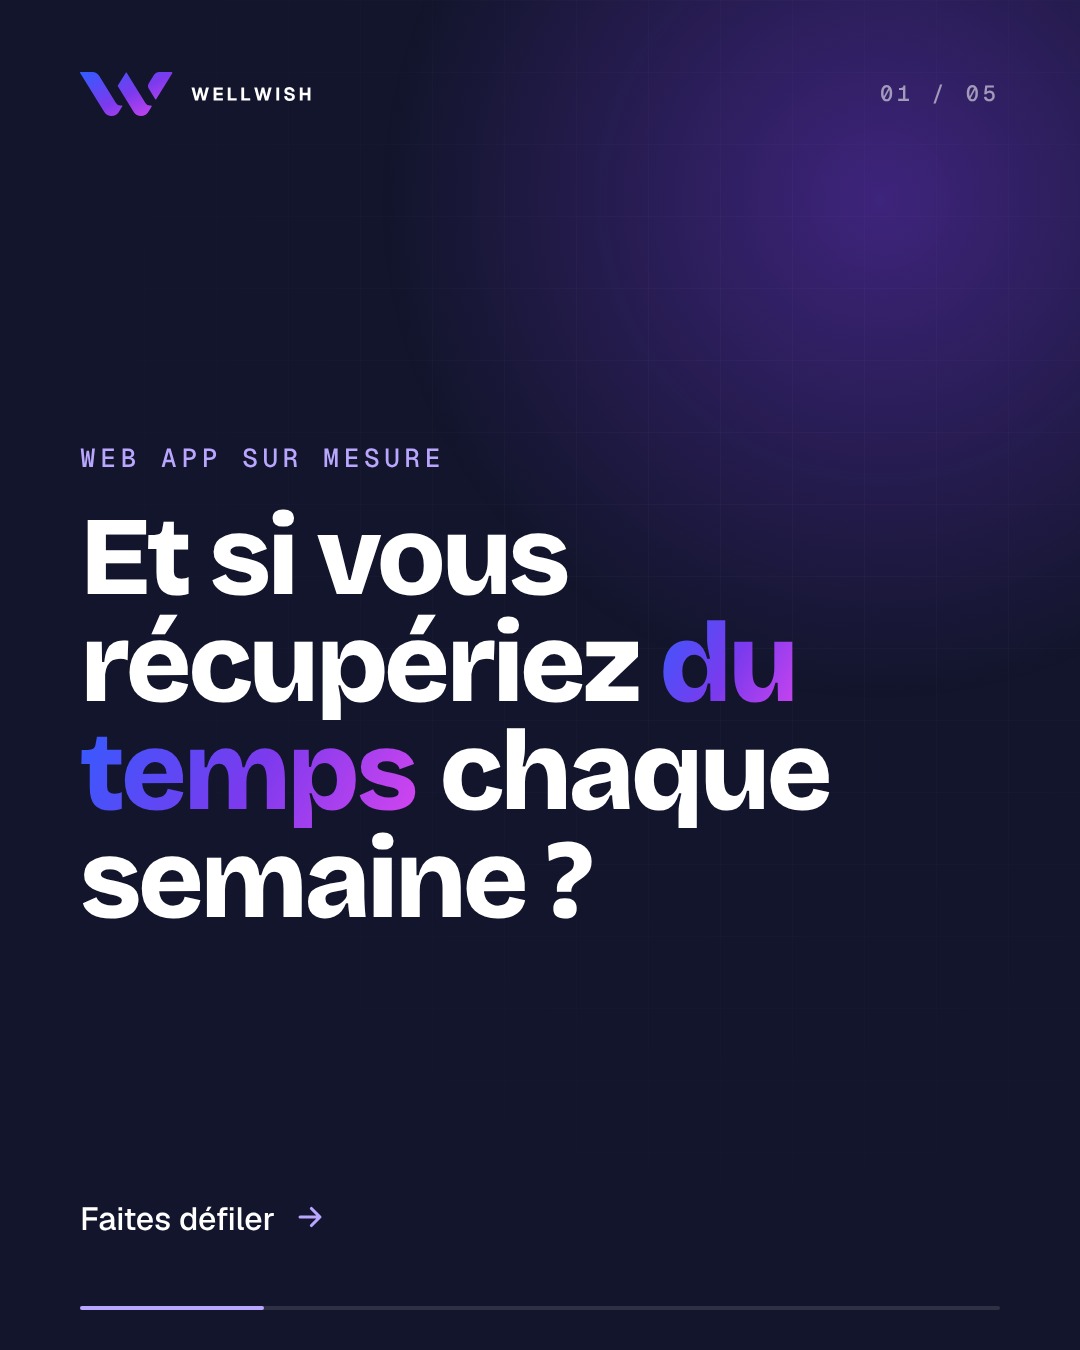 WELLWISH
01 / 05
WEB APP SUR MESURE
Et si vous
récupériez du
temps chaque
semaine ?
Faites défiler →